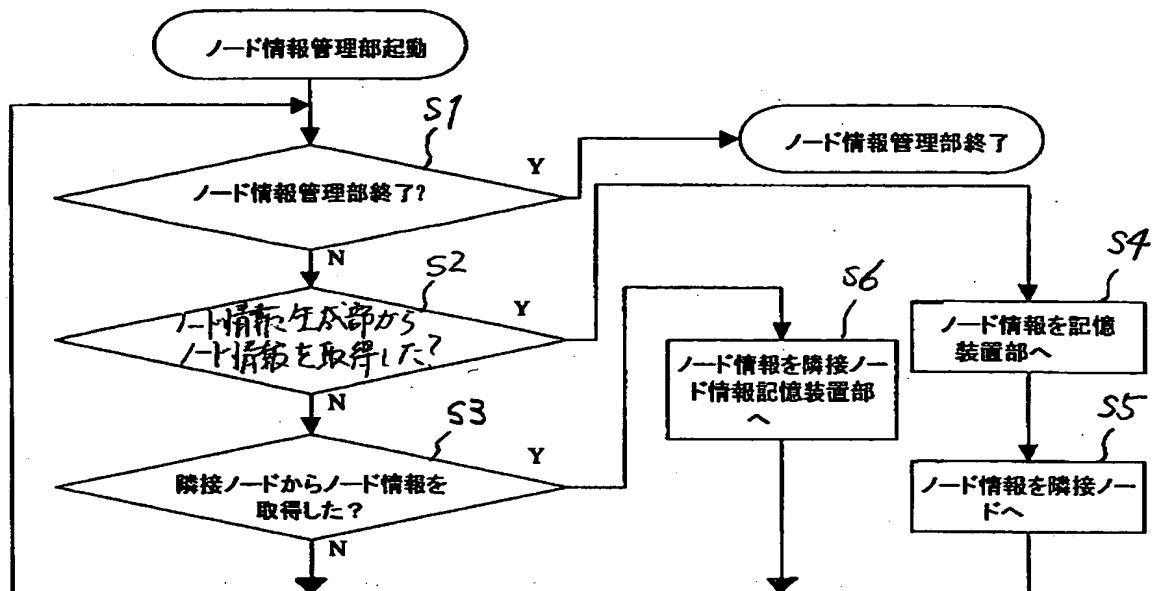 ノード情報管理部起動
S1
ノード情報管理部終了?
Y
ノード情報管理部終了
N
S2
ノード情報生成部から
ノード情報を取得した?
Y
N
S3
隣接ノードからノード情報を
取得した?
Y
N
S6
ノード情報を隣接ノー
ド情報記憶装置部
へ
S4
ノード情報を記憶
装置部へ
S5
ノード情報を隣接ノー
ドへ